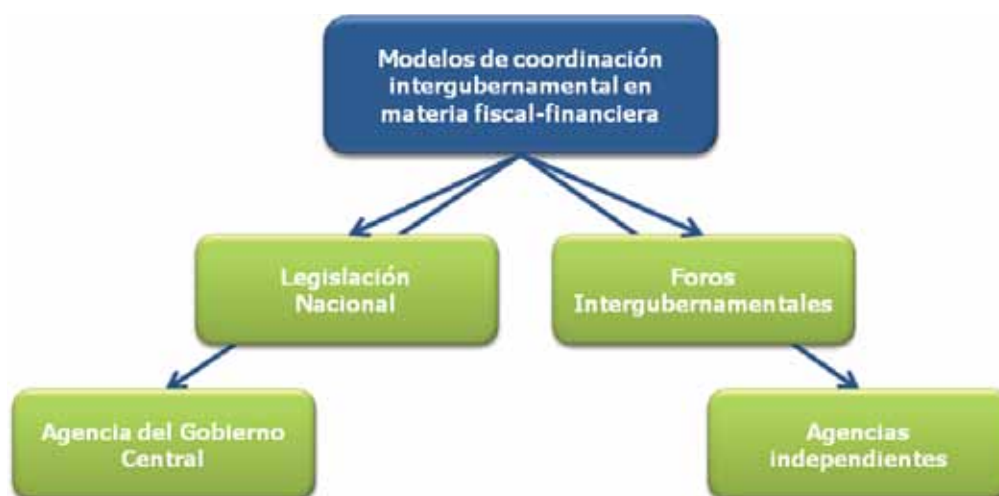 Modelos de coordinación
intergubernamental en
materia fiscal-financiera
Legislación
Nacional
Foros
Intergubernamentales
Agencia del Gobierno
Central
Agencias
independientes